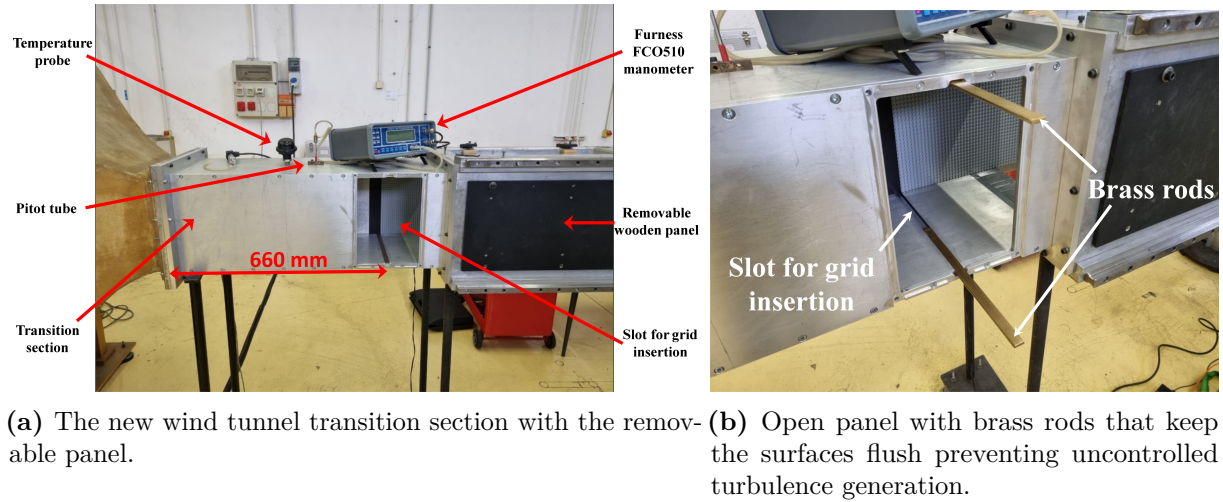 Temperature
probe
Furness
FCO510
manometer
Pitot tube
Removable
wooden panel
660 mm
Transition
section
Slot for grid
insertion
Brass rods
Slot for grid
insertion
(a) The new wind tunnel transition section with the remov-
able panel.
(b) Open panel with brass rods that keep
the surfaces flush preventing uncontrolled
turbulence generation.